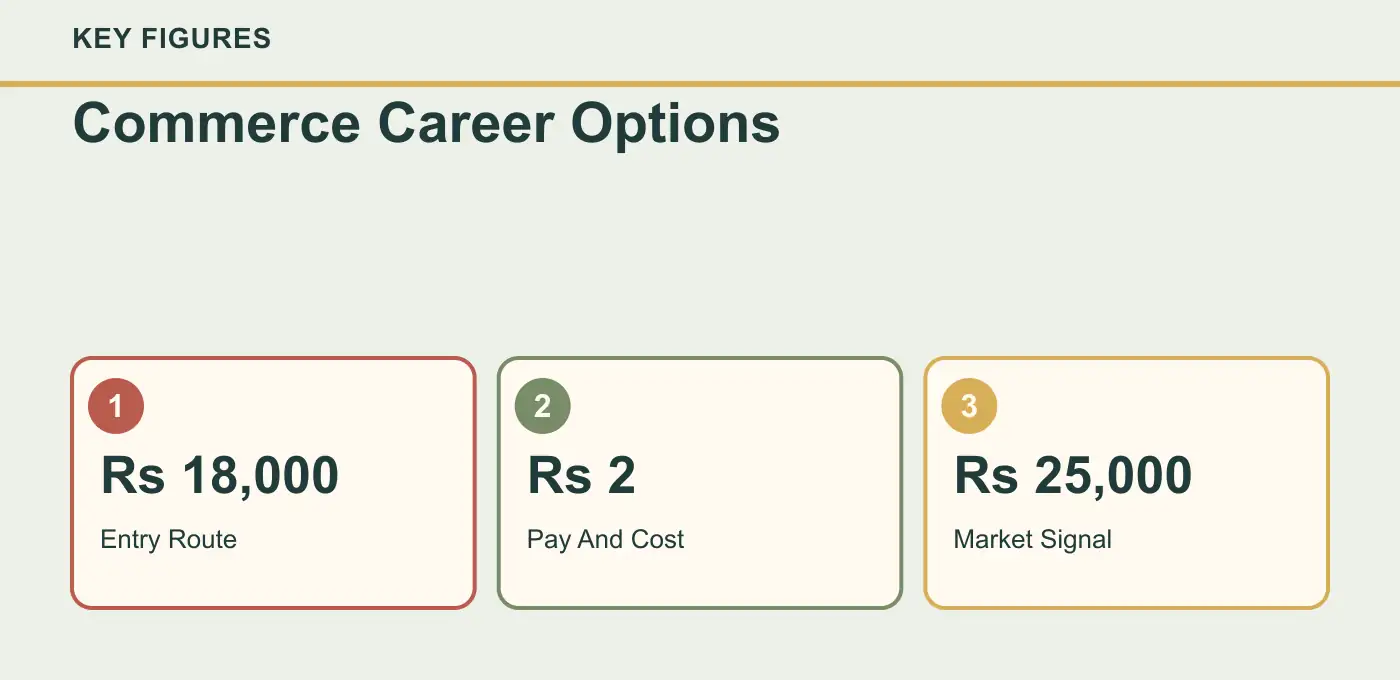 KEY FIGURES
Commerce Career Options
1
Rs 18,000
Entry Route
2
Rs 2
Pay And Cost
3
Rs 25,000
Market Signal